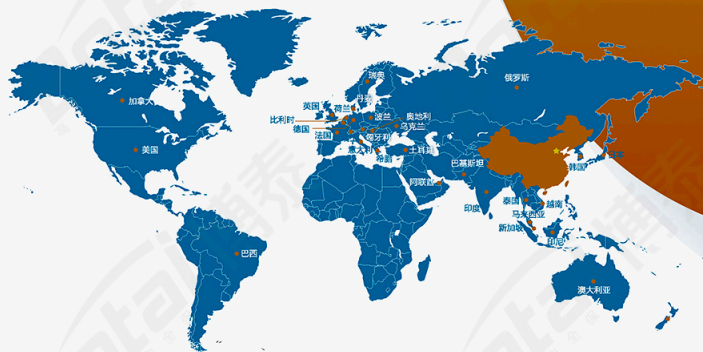 瑞典
俄罗斯
加拿大
英国
荷兰
丹麦
比利时
波兰
奥地利
德国
乌克兰
法国
匈牙利
美国
意大利
土耳其
希腊
韩国
巴基斯坦
阿联酋
印度
泰国
越南
马来西亚
新加坡
印尼
巴西
澳大利亚